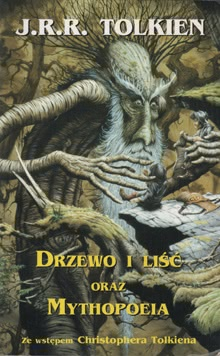 J.R.R. TOLKIEN
DRZEWO I LIŚĆ
ORAZ
MYTHOPOEIA
Ze wstępem Christophera Tolkiena